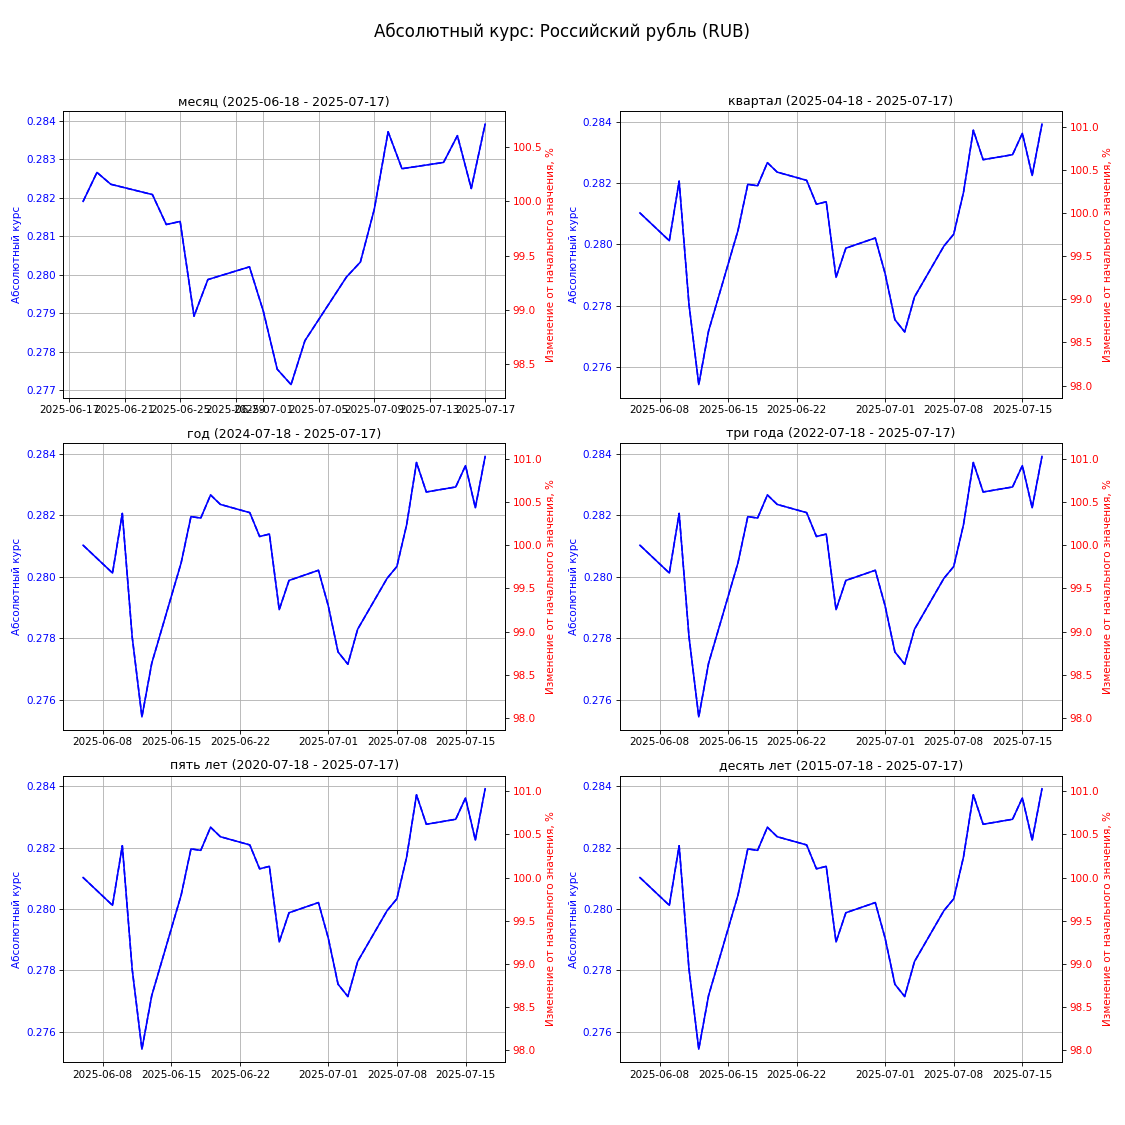 Абсолютный курс: Российский рубль (RUB)
месяц (2025-06-18 - 2025-07-17)
0.284
0.283
0.282
0.281
0.280
0.279
0.278
0.277
Абсолютный курс
100.5
100.0
99.5
99.0
98.5
Изменение от начального значения, %
2025-06-17 2025-06-21 2025-06-25 2025-06-29 2025-07-01 2025-07-05 2025-07-09 2025-07-13 2025-07-17
квартал (2025-04-18 - 2025-07-17)
0.284
0.282
0.280
0.278
0.276
Абсолютный курс
101.0
100.5
100.0
99.5
99.0
98.5
98.0
Изменение от начального значения, %
2025-06-08 2025-06-15 2025-06-22 2025-07-01 2025-07-08 2025-07-15
год (2024-07-18 - 2025-07-17)
0.284
0.282
0.280
0.278
0.276
Абсолютный курс
101.0
100.5
100.0
99.5
99.0
98.5
98.0
Изменение от начального значения, %
2025-06-08 2025-06-15 2025-06-22 2025-07-01 2025-07-08 2025-07-15
три года (2022-07-18 - 2025-07-17)
0.284
0.282
0.280
0.278
0.276
Абсолютный курс
101.0
100.5
100.0
99.5
99.0
98.5
98.0
Изменение от начального значения, %
2025-06-08 2025-06-15 2025-06-22 2025-07-01 2025-07-08 2025-07-15
пять лет (2020-07-18 - 2025-07-17)
0.284
0.282
0.280
0.278
0.276
Абсолютный курс
101.0
100.5
100.0
99.5
99.0
98.5
98.0
Изменение от начального значения, %
2025-06-08 2025-06-15 2025-06-22 2025-07-01 2025-07-08 2025-07-15
десять лет (2015-07-18 - 2025-07-17)
0.284
0.282
0.280
0.278
0.276
Абсолютный курс
101.0
100.5
100.0
99.5
99.0
98.5
98.0
Изменение от начального значения, %
2025-06-08 2025-06-15 2025-06-22 2025-07-01 2025-07-08 2025-07-15